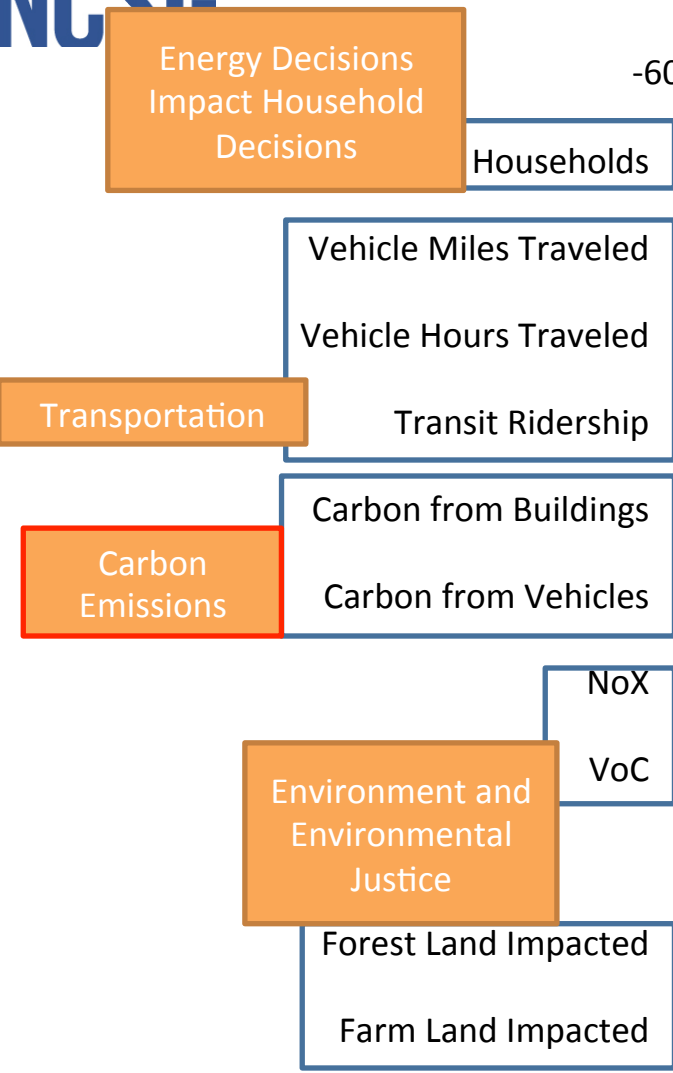 Energy Decisions
Impact Household
Decisions
-60
Households
Vehicle Miles Traveled
Vehicle Hours Traveled
Transportation
Transit Ridership
Carbon from Buildings
Carbon
Emissions
Carbon from Vehicles
NoX
VoC
Environment and
Environmental
Justice
Forest Land Impacted
Farm Land Impacted